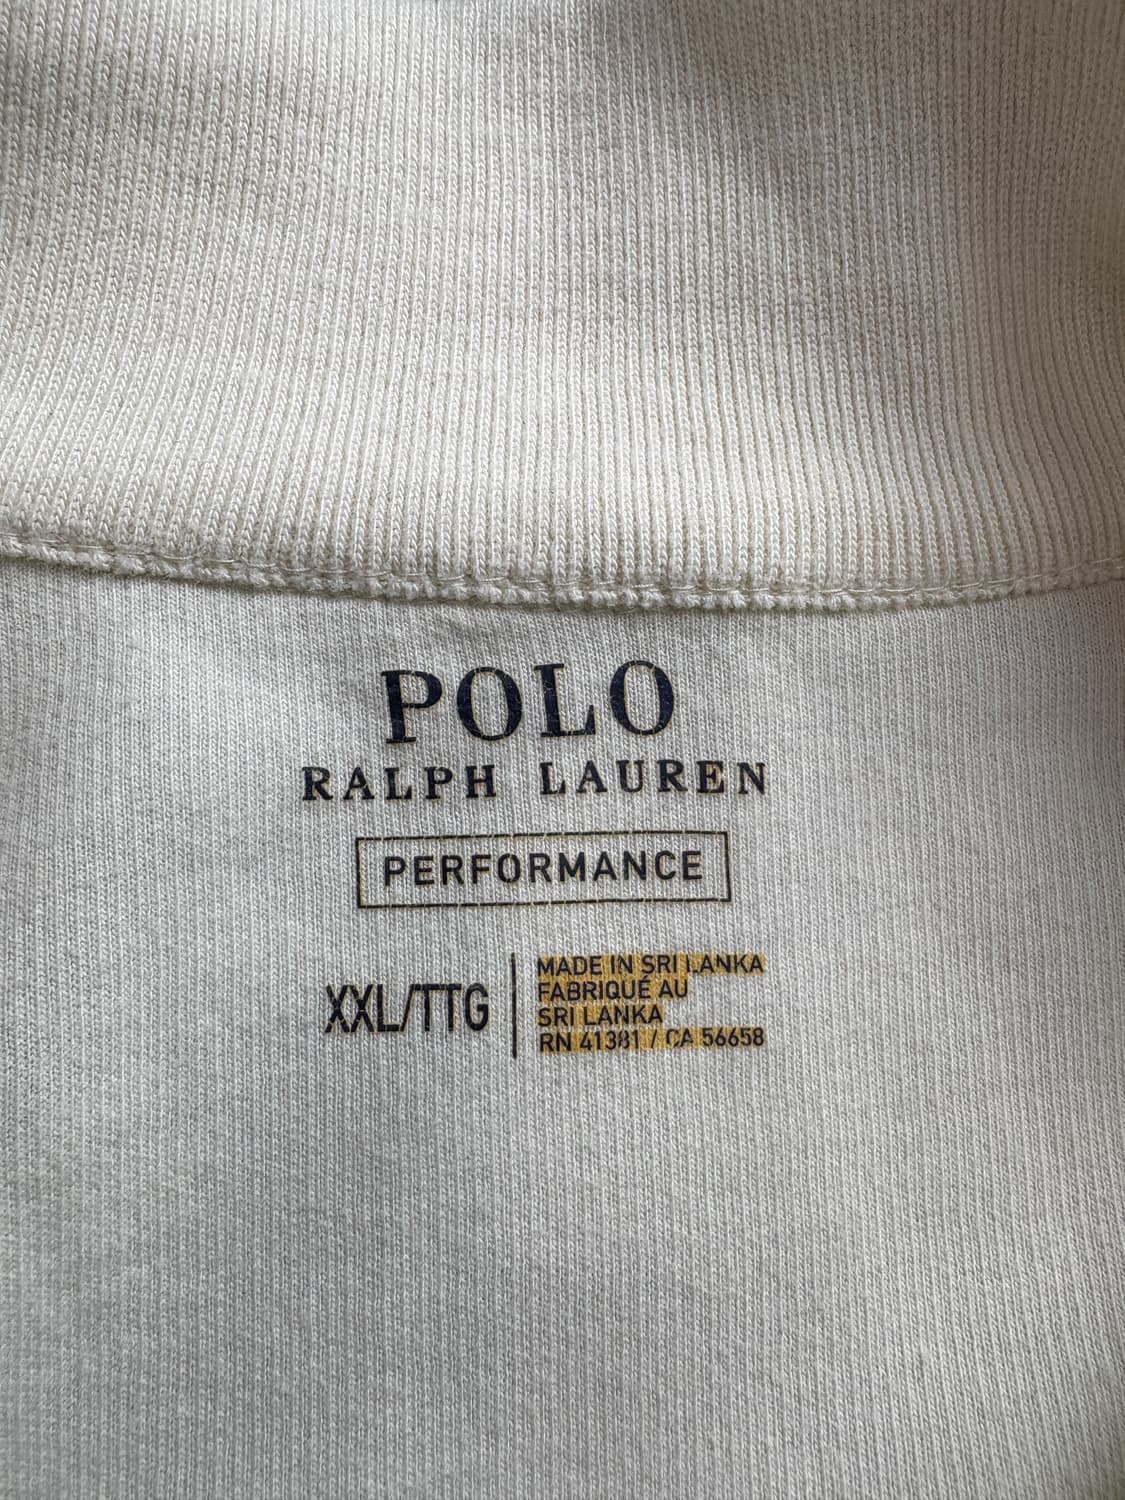 POLO
RALPH LAUREN
PERFORMANCE
XXL/TTG
MADE IN SRI LANKA
FABRIQUÉ AU
SRI LANKA
RN 41381 / CA 56658